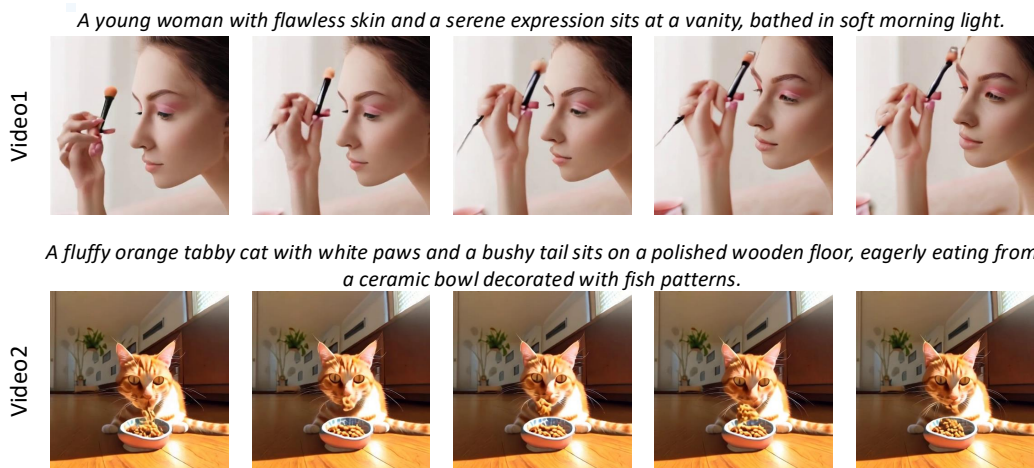 A young woman with flawless skin and a serene expression sits at a vanity, bathed in soft morning light.
Video1
A fluffy orange tabby cat with white paws and a bushy tail sits on a polished wooden floor, eagerly eating from
a ceramic bowl decorated with fish patterns.
Video2